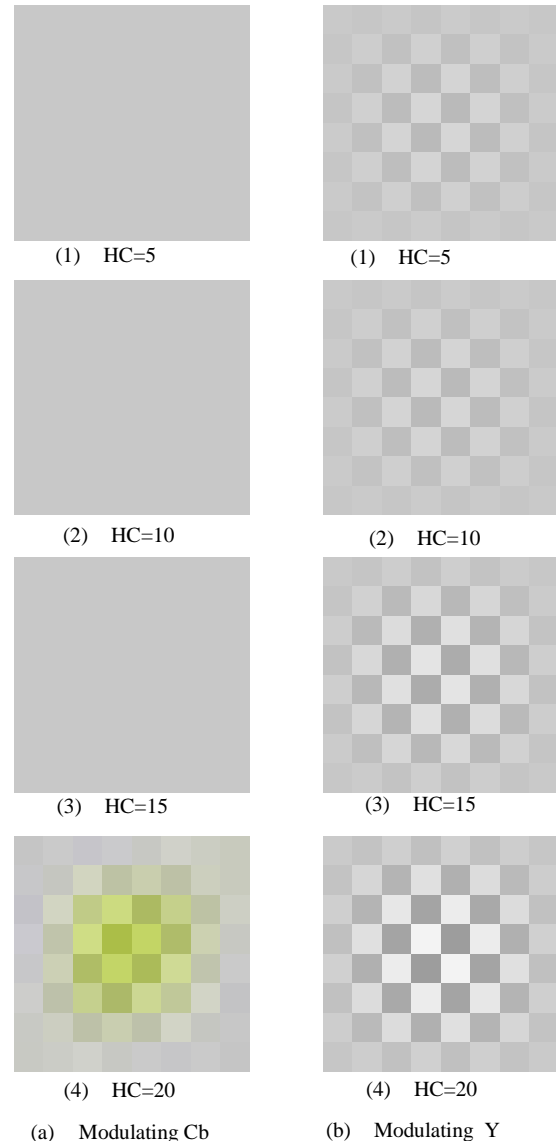 (1) HC=5
(1) HC=5
(2) HC=10
(2) HC=10
(3) HC=15
(3) HC=15
(4) HC=20
(4) HC=20
(a) Modulating Cb
(b) Modulating Y